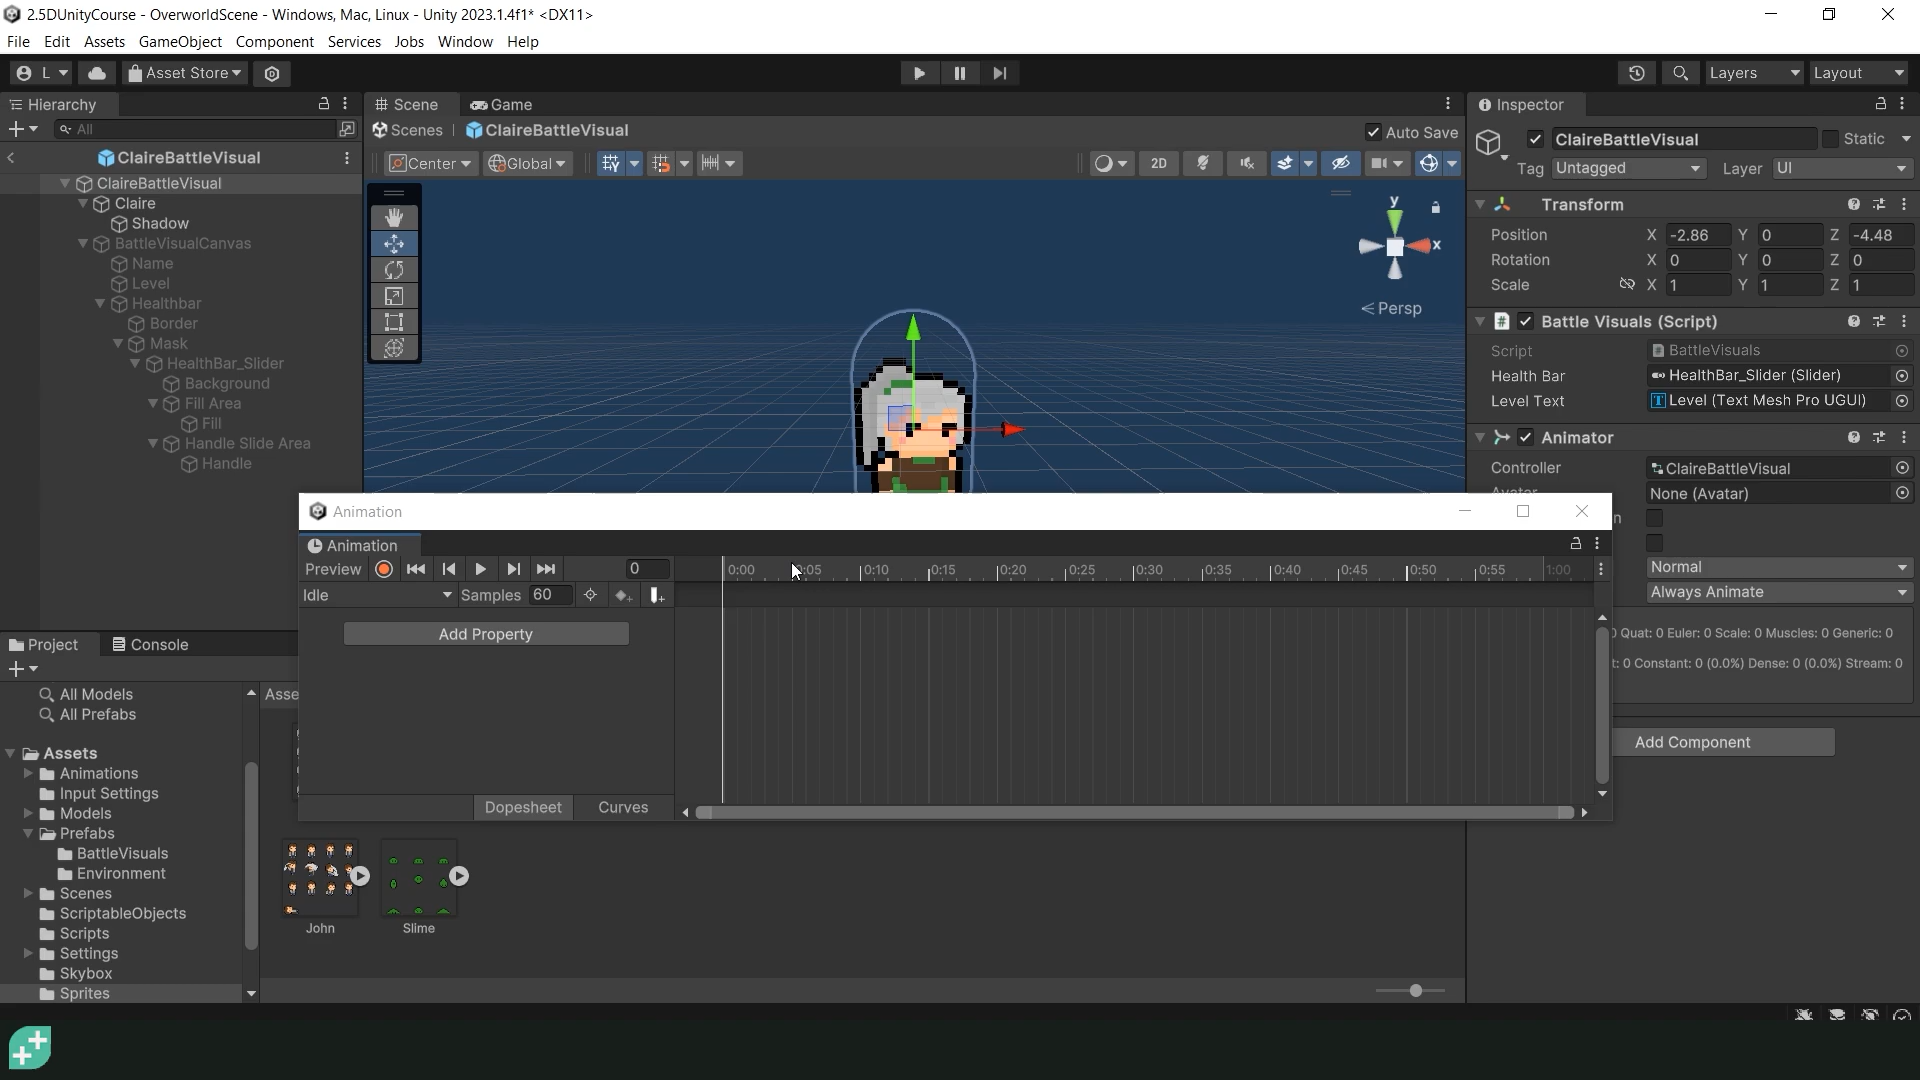 2.5DUnityCourse - OverworldScene - Windows, Mac, Linux - Unity 2023.1.4f1* <DX11>
File Edit Assets GameObject Component Services Jobs Window Help
L Asset Store Layers Layout
Hierarchy
All
ClaireBattleVisual
ClaireBattleVisual
Claire
Shadow
BattleVisualCanvas
Name
Level
Healthbar
Border
Mask
HealthBar_Slider
Background
Fill Area
Fill
Handle Slide Area
Handle
Scene Game
Scenes ClaireBattleVisual Auto Save
Center Global 2D
y
x
Persp
Inspector
ClaireBattleVisual Static
Tag Untagged Layer UI
Transform
Position X -2.86 Y 0 Z -4.48
Rotation X 0 Y 0 Z 0
Scale X 1 Y 1 Z 1
Battle Visuals (Script)
Script BattleVisuals
Health Bar HealthBar_Slider (Slider)
Level Text Level (Text Mesh Pro UGUI)
Animator
Controller ClaireBattleVisual
Avatar None (Avatar)
n
Normal
Always Animate
Quat: 0 Euler: 0 Scale: 0 Muscles: 0 Generic: 0
t: 0 Constant: 0 (0.0%) Dense: 0 (0.0%) Stream: 0
Add Component
Animation
Animation
Preview 0 0:00 0:05 0:10 0:15 0:20 0:25 0:30 0:35 0:40 0:45 0:50 0:55 1:00
Idle Samples 60
Add Property
Dopesheet Curves
Project Console
All Models
All Prefabs
Assets
Animations
Input Settings
Models
Prefabs
BattleVisuals
Environment
Scenes
ScriptableObjects
Scripts
Settings
Skybox
Sprites
Asse
John Slime